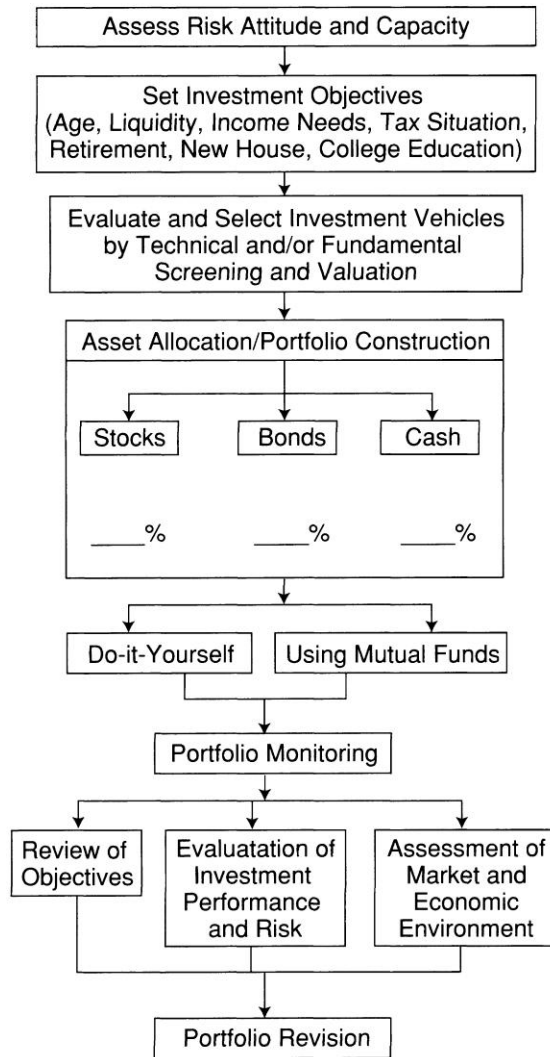 Assess Risk Attitude and Capacity
Set Investment Objectives
(Age, Liquidity, Income Needs, Tax Situation,
Retirement, New House, College Education)
Evaluate and Select Investment Vehicles
by Technical and/or Fundamental
Screening and Valuation
Asset Allocation/Portfolio Construction
Stocks
Bonds
Cash
____%
____%
____%
Do-it-Yourself
Using Mutual Funds
Portfolio Monitoring
Review of
Objectives
Evaluatation of
Investment
Performance
and Risk
Assessment of
Market and
Economic
Environment
Portfolio Revision